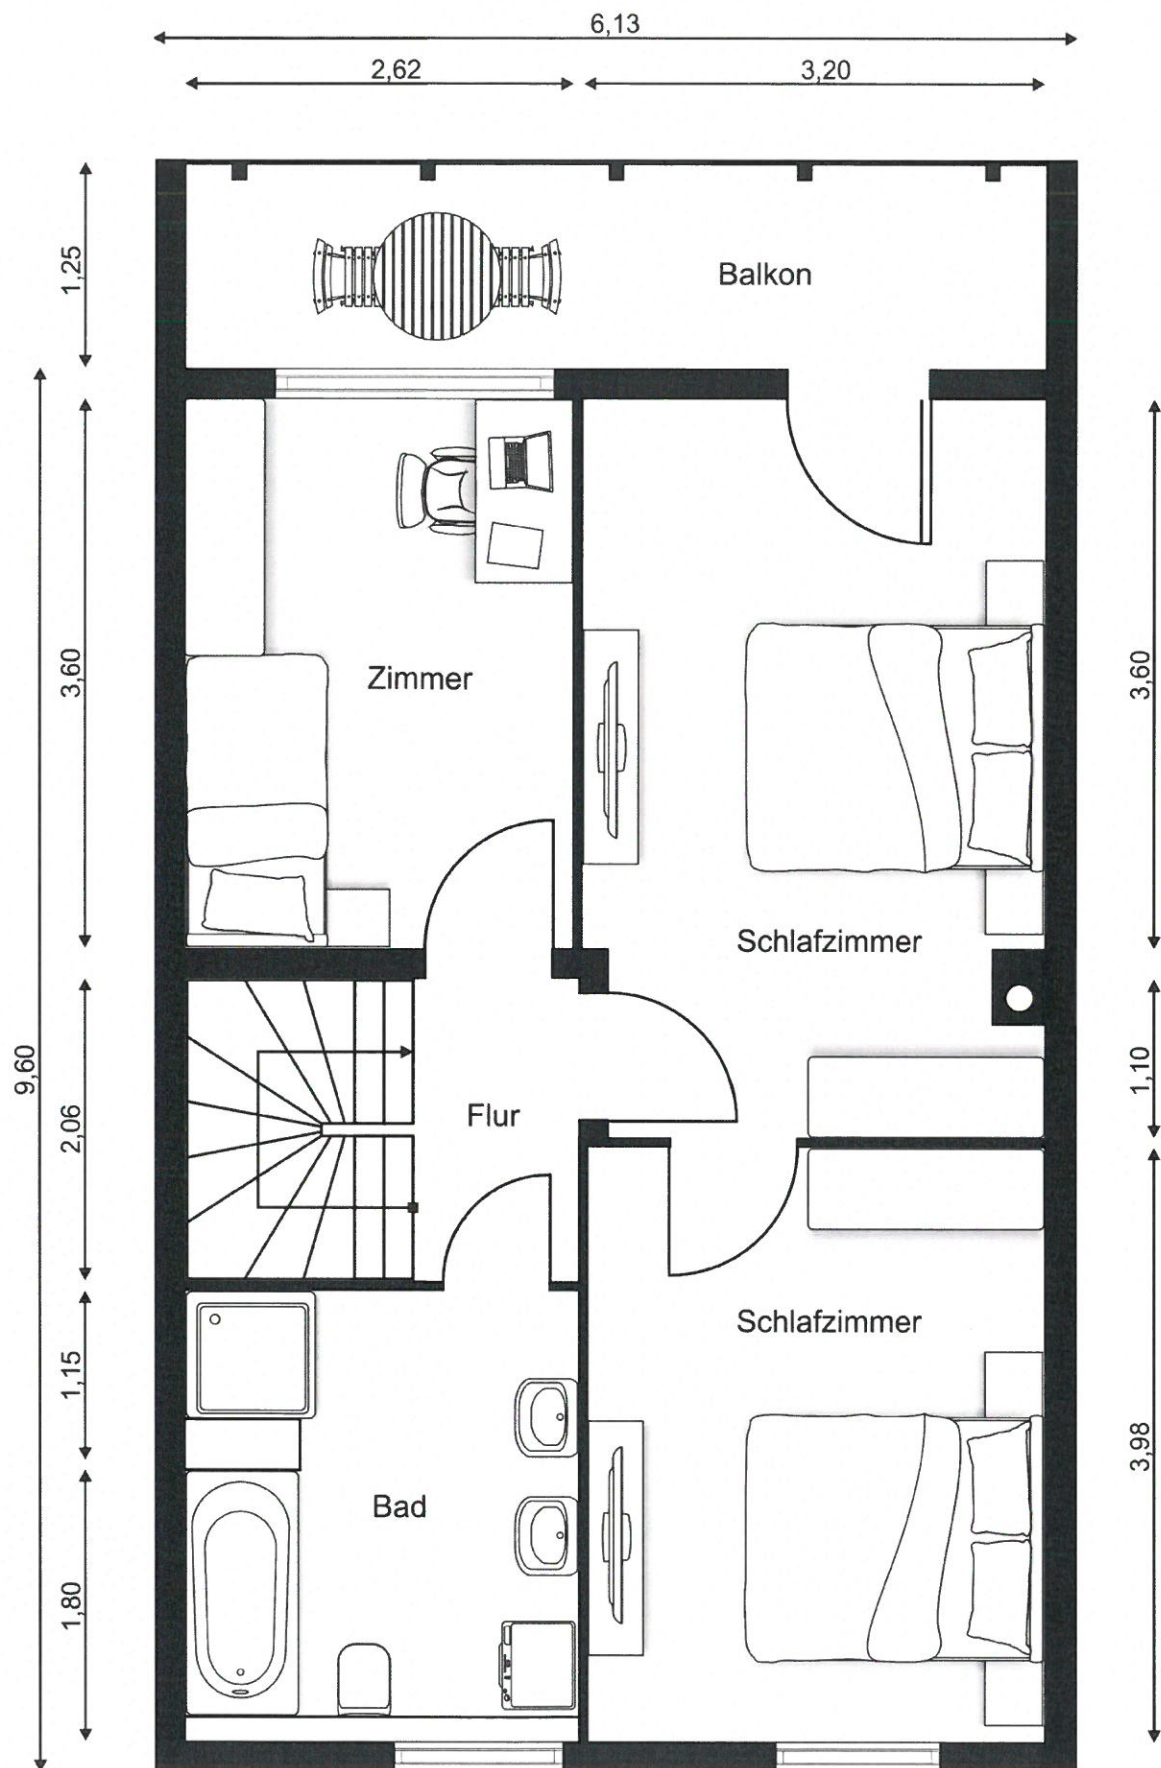 6,13
2,62
3,20
1,25
Balkon
3,60
Zimmer
3,60
Schlafzimmer
9,60
2,06
Flur
1,10
Schlafzimmer
1,15
Bad
3,98
1,80